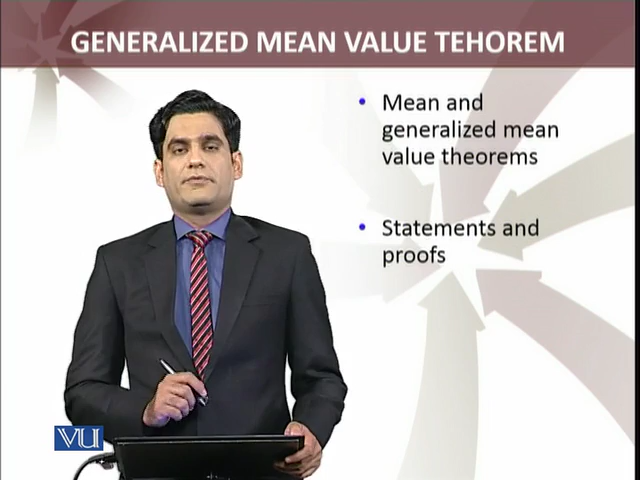 GENERALIZED MEAN VALUE TEHOREM
• Mean and
generalized mean
value theorems
• Statements and
proofs
VU